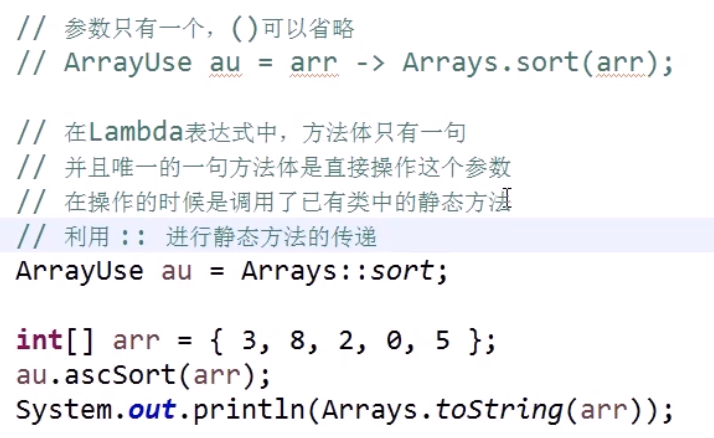 // 参数只有一个，()可以省略
// ArrayUse au = arr -> Arrays.sort(arr);
// 在Lambda表达式中，方法体只有一句
// 并且唯一的一句方法体是直接操作这个参数
// 在操作的时候是调用了已有类中的静态方法
// 利用 :: 进行静态方法的传递
ArrayUse au = Arrays::sort;
int[] arr = { 3, 8, 2, 0, 5 };
au.ascSort(arr);
System.out.println(Arrays.toString(arr));